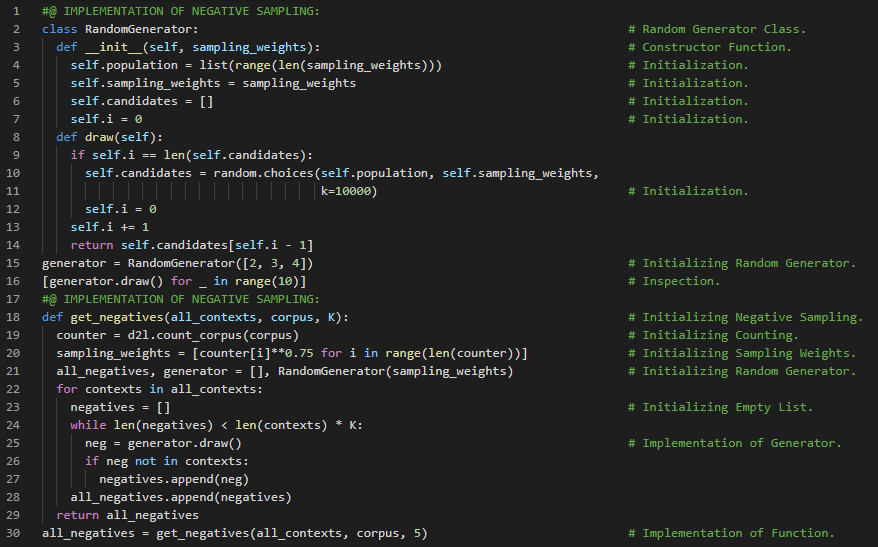 1 #@ IMPLEMENTATION OF NEGATIVE SAMPLING:
2 class RandomGenerator: # Random Generator Class.
3 def __init__(self, sampling_weights): # Constructor Function.
4 self.population = list(range(len(sampling_weights))) # Initialization.
5 self.sampling_weights = sampling_weights # Initialization.
6 self.candidates = [] # Initialization.
7 self.i = 0 # Initialization.
8 def draw(self):
9 if self.i == len(self.candidates):
10 self.candidates = random.choices(self.population, self.sampling_weights,
11 k=10000) # Initialization.
12 self.i = 0
13 self.i += 1
14 return self.candidates[self.i - 1]
15 generator = RandomGenerator([2, 3, 4]) # Initializing Random Generator.
16 [generator.draw() for _ in range(10)] # Inspection.
17 #@ IMPLEMENTATION OF NEGATIVE SAMPLING:
18 def get_negatives(all_contexts, corpus, K): # Initializing Negative Sampling.
19 counter = d2l.count_corpus(corpus) # Initializing Counting.
20 sampling_weights = [counter[i]**0.75 for i in range(len(counter))] # Initializing Sampling Weights.
21 all_negatives, generator = [], RandomGenerator(sampling_weights) # Initializing Random Generator.
22 for contexts in all_contexts:
23 negatives = [] # Initializing Empty List.
24 while len(negatives) < len(contexts) * K:
25 neg = generator.draw() # Implementation of Generator.
26 if neg not in contexts:
27 negatives.append(neg)
28 all_negatives.append(negatives)
29 return all_negatives
30 all_negatives = get_negatives(all_contexts, corpus, 5) # Implementation of Function.